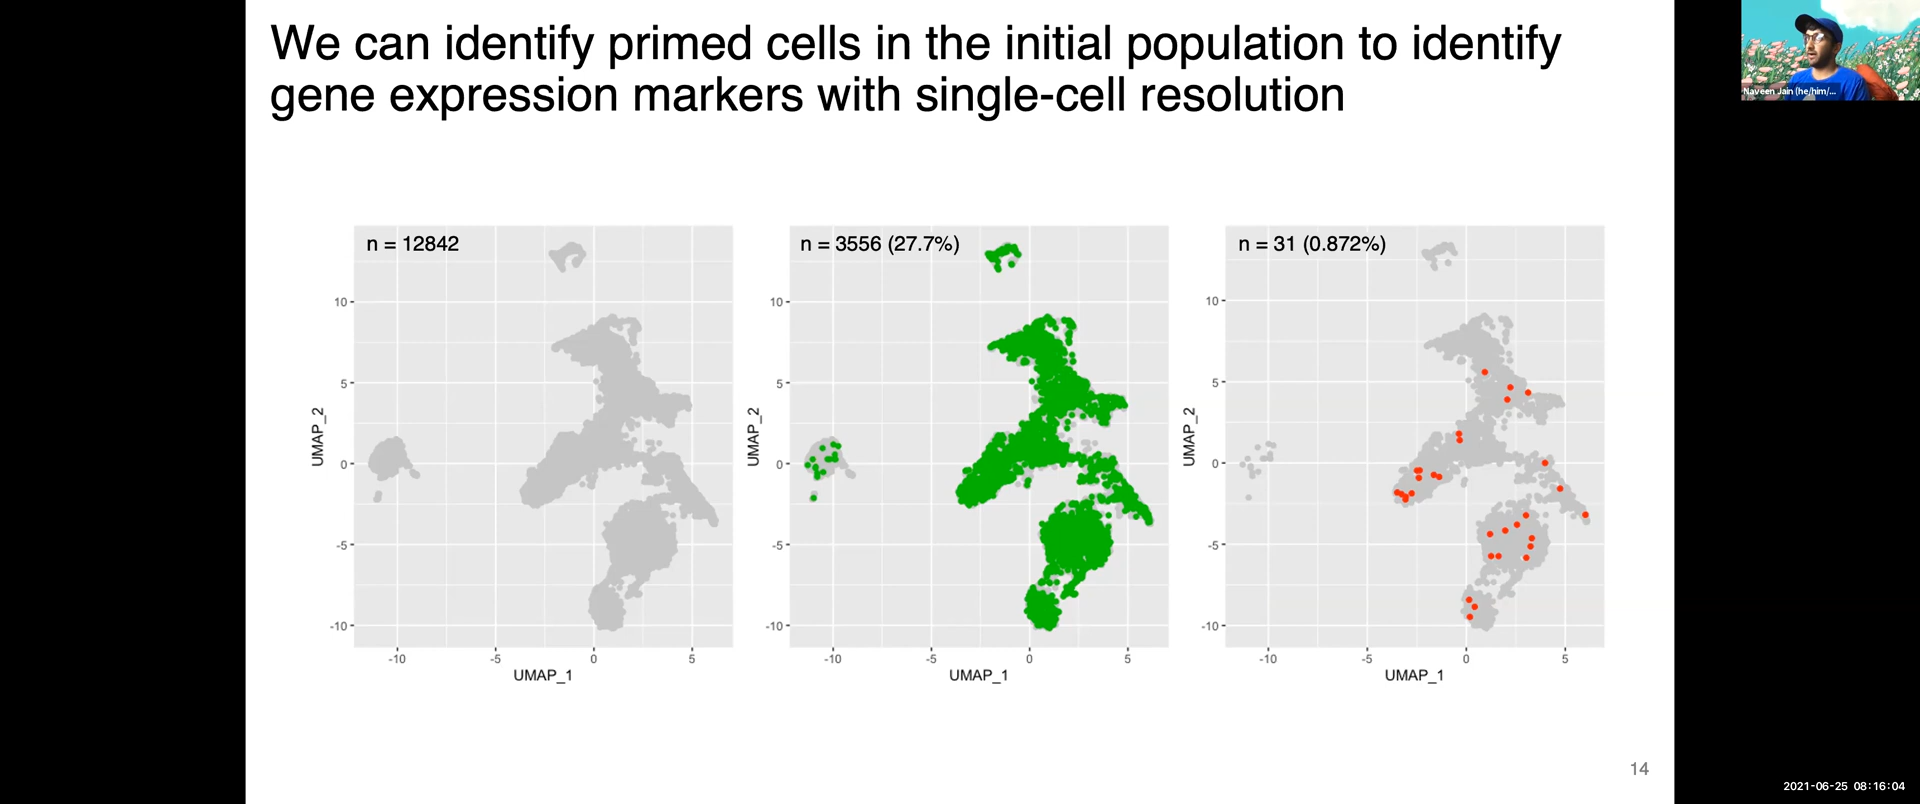 We can identify primed cells in the initial population to identify
gene expression markers with single-cell resolution
Naveen Jain (he/him/...
n = 12842
10
5
0
-5
-10
UMAP_2
-10
-5
0
5
UMAP_1
n = 3556 (27.7%)
10
5
0
-5
-10
UMAP_2
-10
-5
0
5
UMAP_1
n = 31 (0.872%)
10
5
0
-5
-10
UMAP_2
-10
-5
0
5
UMAP_1
14
2021-06-25 08:16:04